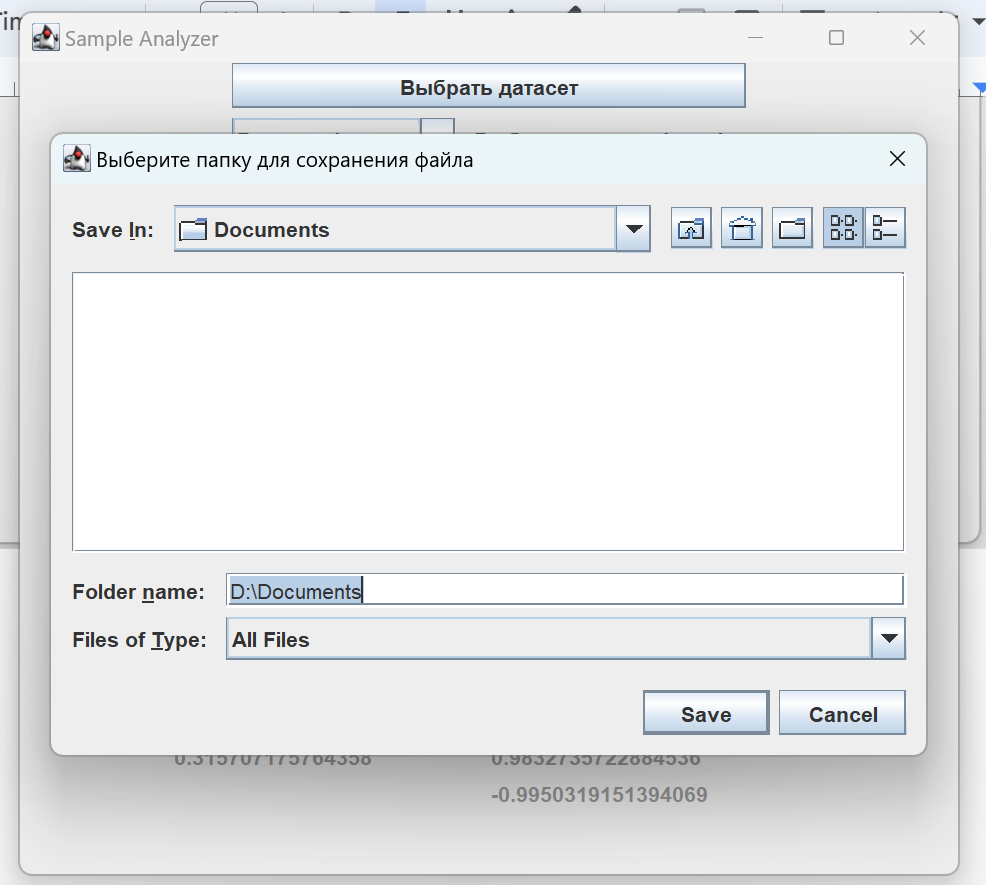 Sample Analyzer
Выбрать датасет
Выберите папку для сохранения файла
Save In: Documents
Folder name: D:\Documents
Files of Type: All Files
Save Cancel
0.315707175764358 0.9832735722884536
-0.9950319151394069